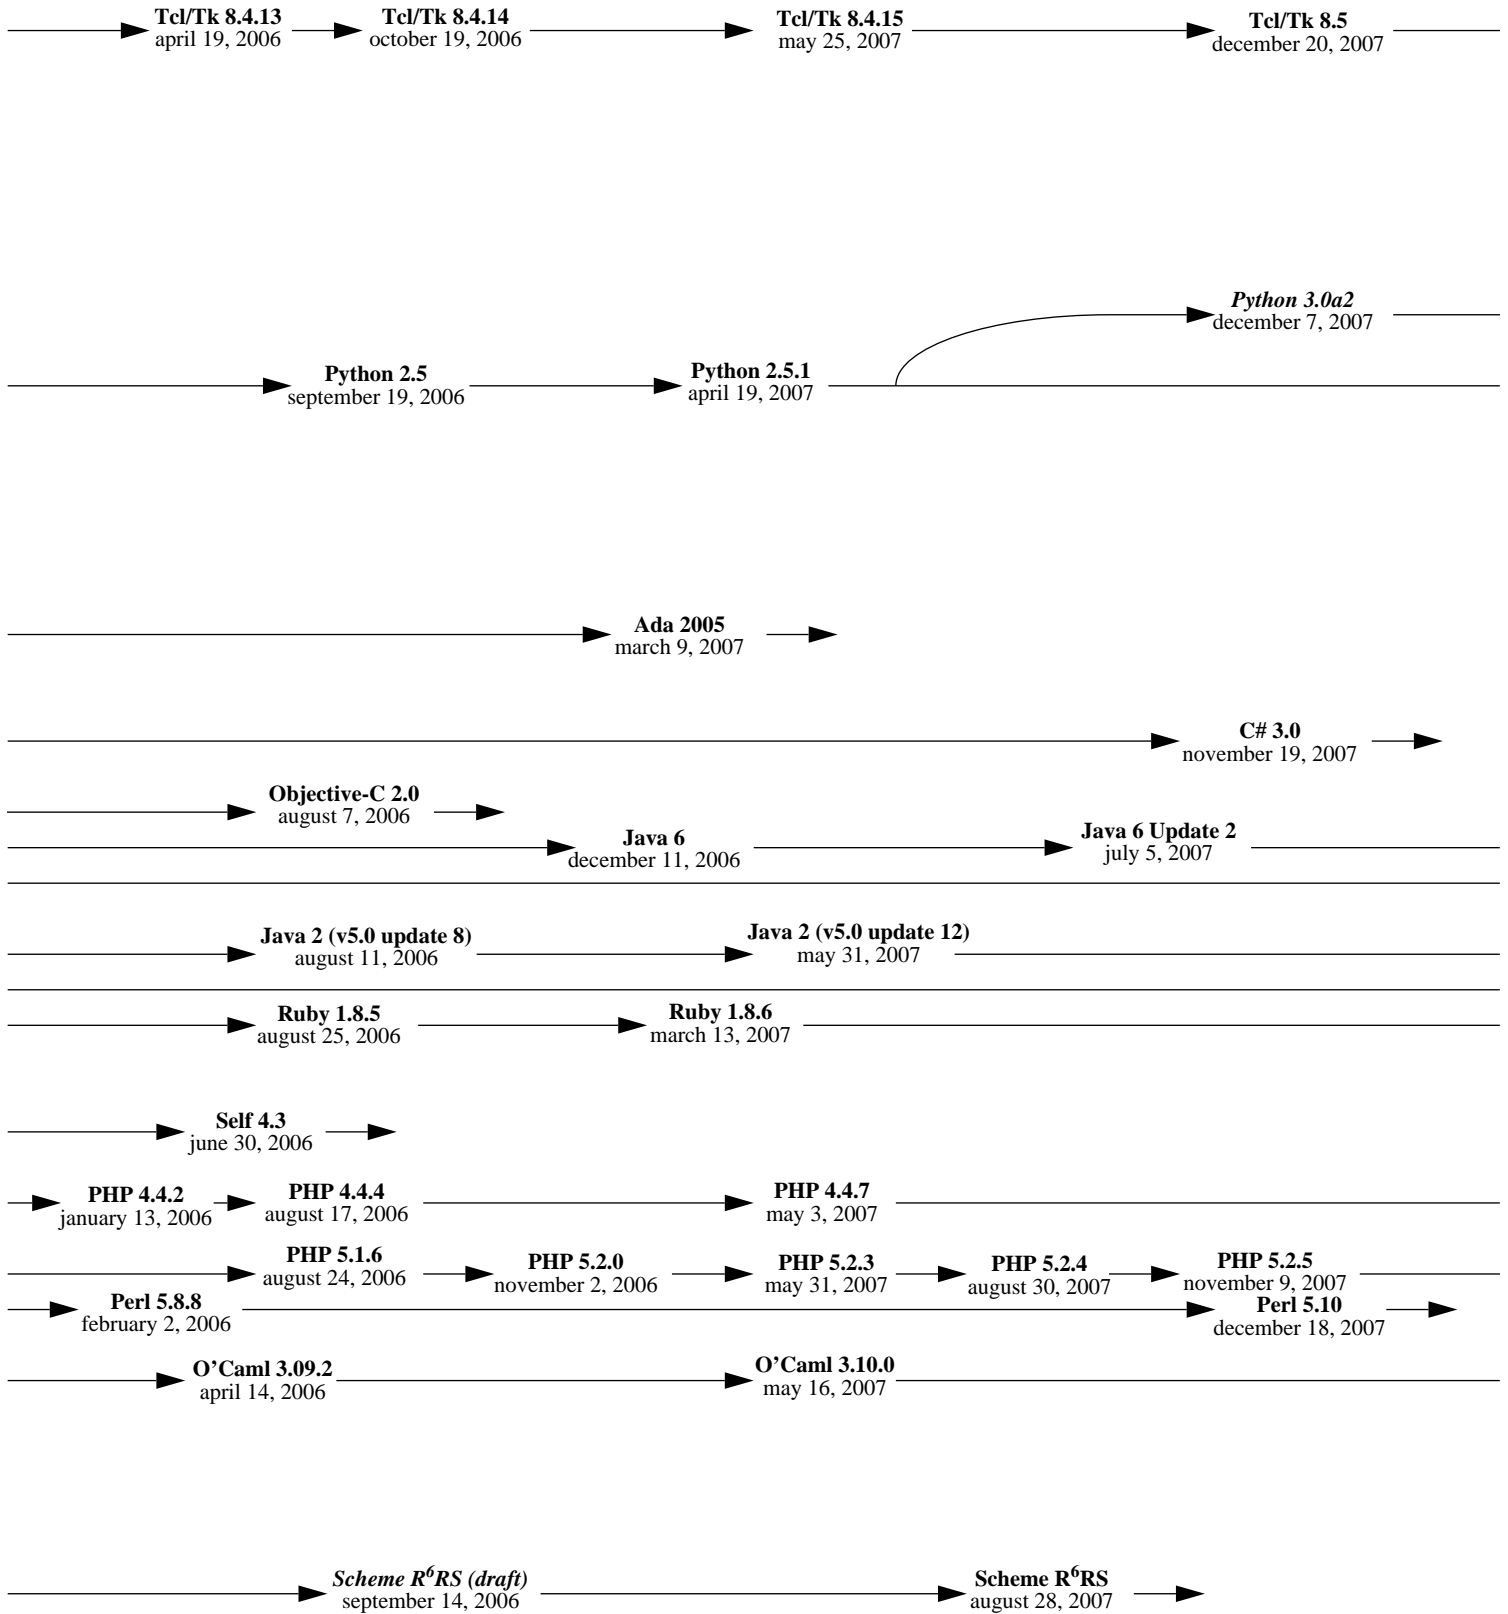 Tcl/Tk 8.4.13
april 19, 2006
Tcl/Tk 8.4.14
october 19, 2006
Tcl/Tk 8.4.15
may 25, 2007
Tcl/Tk 8.5
december 20, 2007
Python 3.0a2
december 7, 2007
Python 2.5
september 19, 2006
Python 2.5.1
april 19, 2007
Ada 2005
march 9, 2007
C# 3.0
november 19, 2007
Objective-C 2.0
august 7, 2006
Java 6
december 11, 2006
Java 6 Update 2
july 5, 2007
Java 2 (v5.0 update 8)
august 11, 2006
Java 2 (v5.0 update 12)
may 31, 2007
Ruby 1.8.5
august 25, 2006
Ruby 1.8.6
march 13, 2007
Self 4.3
june 30, 2006
PHP 4.4.2
january 13, 2006
PHP 4.4.4
august 17, 2006
PHP 4.4.7
may 3, 2007
PHP 5.1.6
august 24, 2006
PHP 5.2.0
november 2, 2006
PHP 5.2.3
may 31, 2007
PHP 5.2.4
august 30, 2007
PHP 5.2.5
november 9, 2007
Perl 5.8.8
february 2, 2006
Perl 5.10
december 18, 2007
O’Caml 3.09.2
april 14, 2006
O’Caml 3.10.0
may 16, 2007
Scheme R⁶RS (draft)
september 14, 2006
Scheme R⁶RS
august 28, 2007